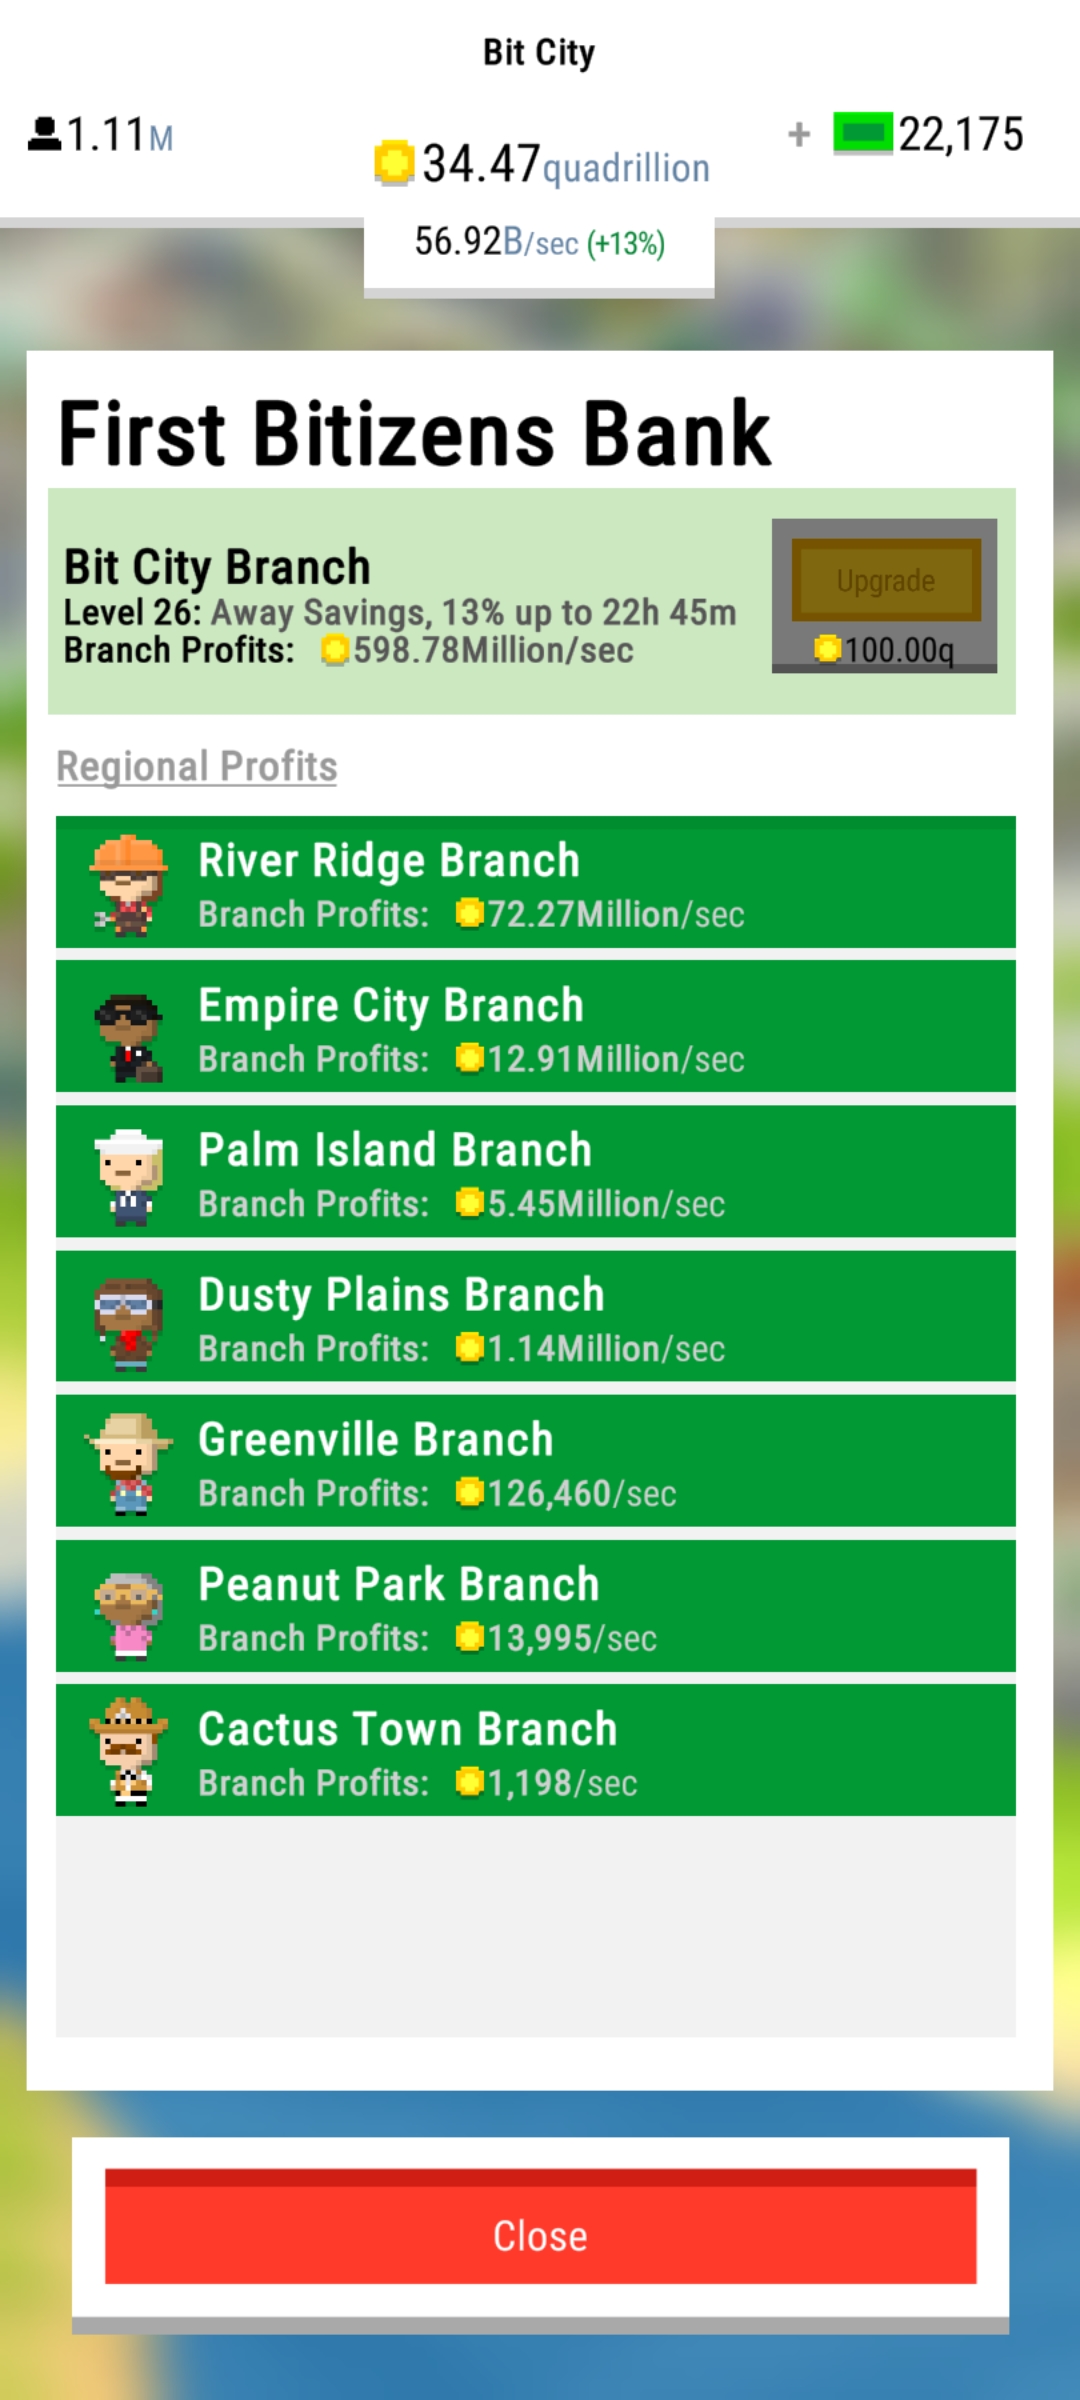 Bit City
1.11M
34.47quadrillion
+ 22,175
56.92B/sec (+13%)
First Bitizens Bank
Bit City Branch
Level 26: Away Savings, 13% up to 22h 45m
Branch Profits: 598.78Million/sec
Upgrade
100.00q
Regional Profits
River Ridge Branch
Branch Profits: 72.27Million/sec
Empire City Branch
Branch Profits: 12.91Million/sec
Palm Island Branch
Branch Profits: 5.45Million/sec
Dusty Plains Branch
Branch Profits: 1.14Million/sec
Greenville Branch
Branch Profits: 126,460/sec
Peanut Park Branch
Branch Profits: 13,995/sec
Cactus Town Branch
Branch Profits: 1,198/sec
Close